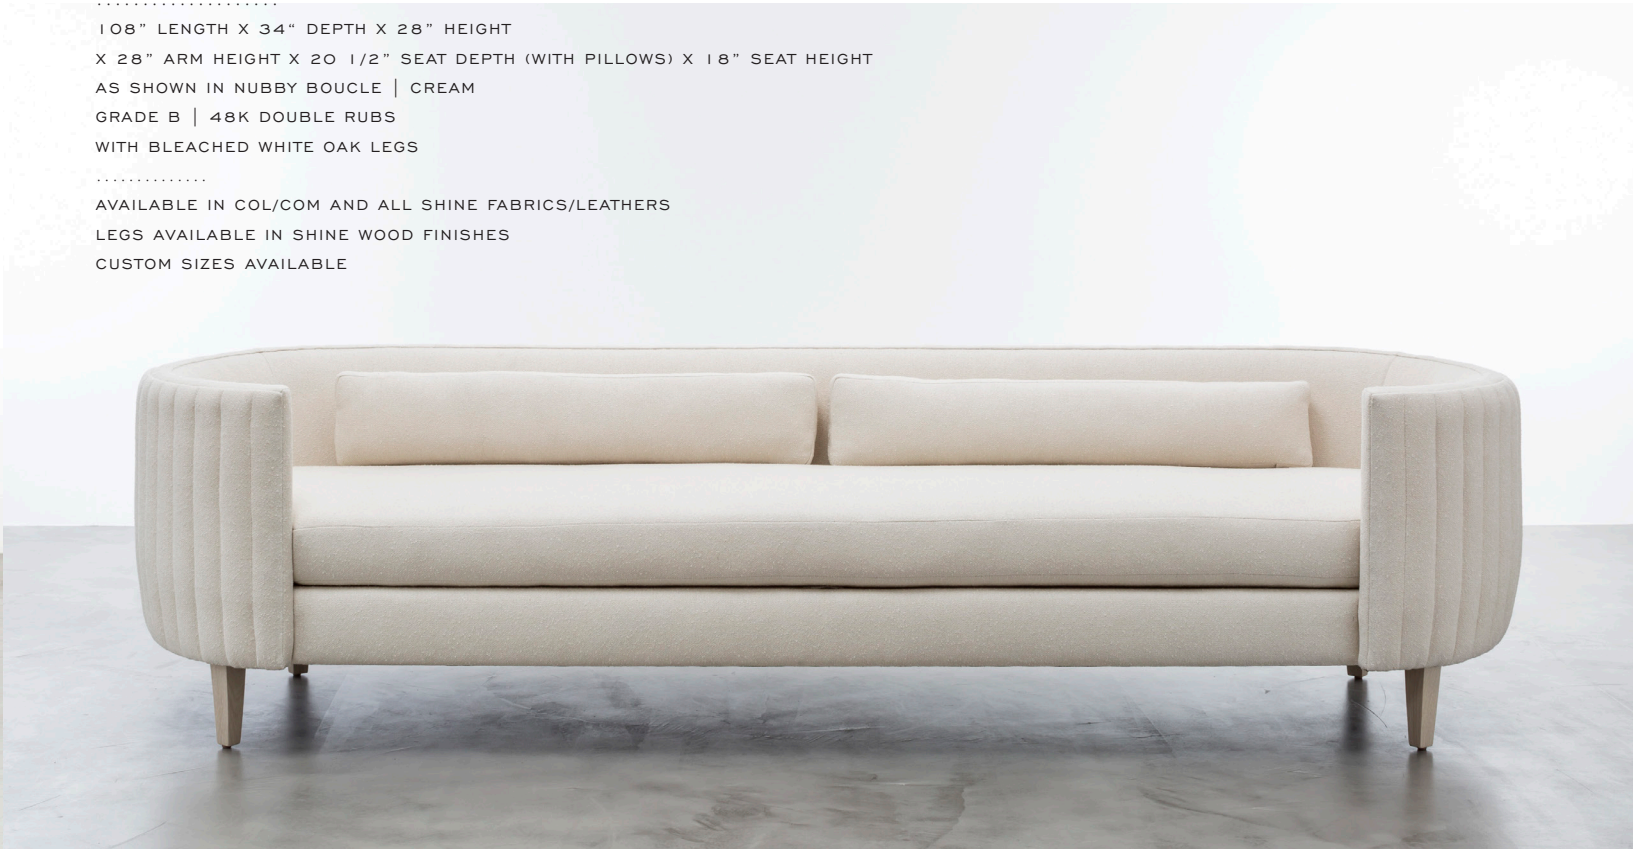 108” LENGTH X 34“ DEPTH X 28” HEIGHT
X 28” ARM HEIGHT X 20 1/2” SEAT DEPTH (WITH PILLOWS) X 18” SEAT HEIGHT
AS SHOWN IN NUBBY BOUCLE | CREAM
GRADE B | 48K DOUBLE RUBS
WITH BLEACHED WHITE OAK LEGS
..............
AVAILABLE IN COL/COM AND ALL SHINE FABRICS/LEATHERS
LEGS AVAILABLE IN SHINE WOOD FINISHES
CUSTOM SIZES AVAILABLE